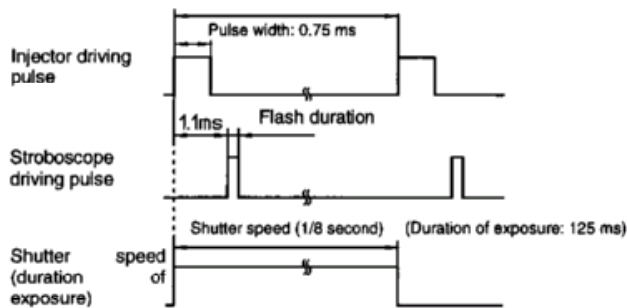 Pulse width: 0.75 ms
Injector driving
pulse
1.1ms
Flash duration
Stroboscope
driving pulse
Shutter speed (1/8 second) (Duration of exposure: 125 ms)
Shutter speed
(duration of
exposure)